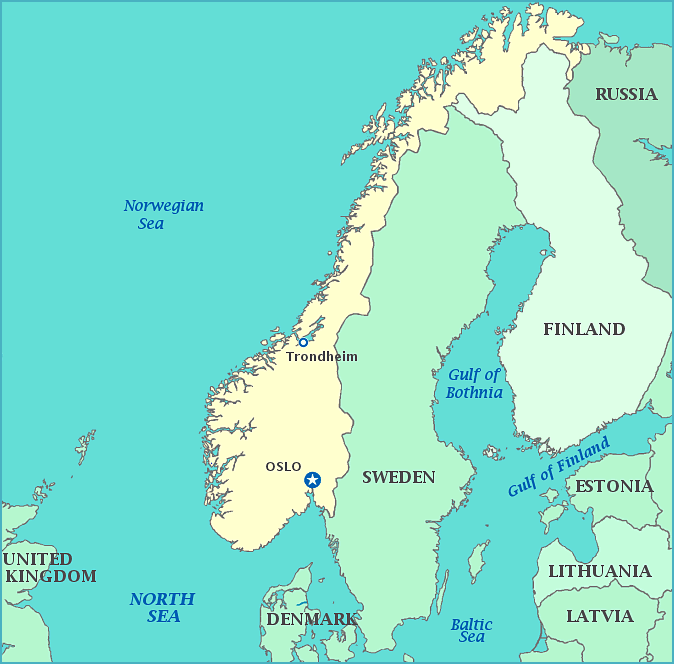 RUSSIA
Norwegian
Sea
FINLAND
Trondheim
Gulf of
Bothnia
Gulf of Finland
OSLO
SWEDEN
ESTONIA
UNITED
KINGDOM
LITHUANIA
NORTH
SEA
DENMARK
LATVIA
Baltic
Sea